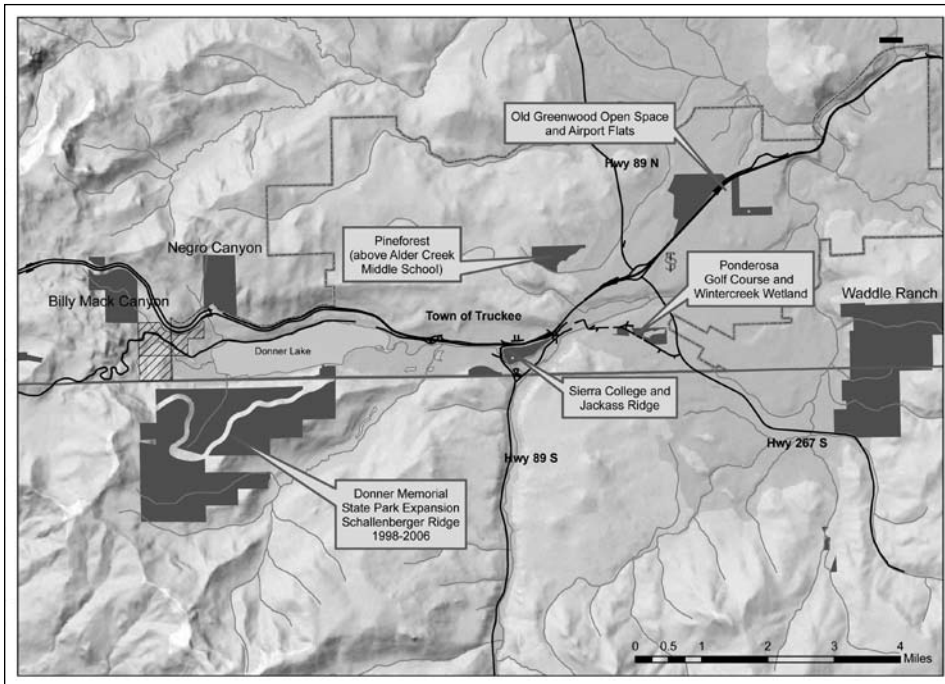 Old Greenwood Open Space
and Airport Flats
Hwy 89 N
Negro Canyon
Pineforest
(above Alder Creek
Middle School)
Ponderosa
Golf Course and
Wintercreek Wetland
Billy Mack Canyon
Waddle Ranch
Town of Truckee
Donner Lake
Sierra College and
Jackass Ridge
Hwy 267 S
Hwy 89 S
Donner Memorial
State Park Expansion
Schallenberger Ridge
1998-2006
0 0.5 1 2 3 4
Miles